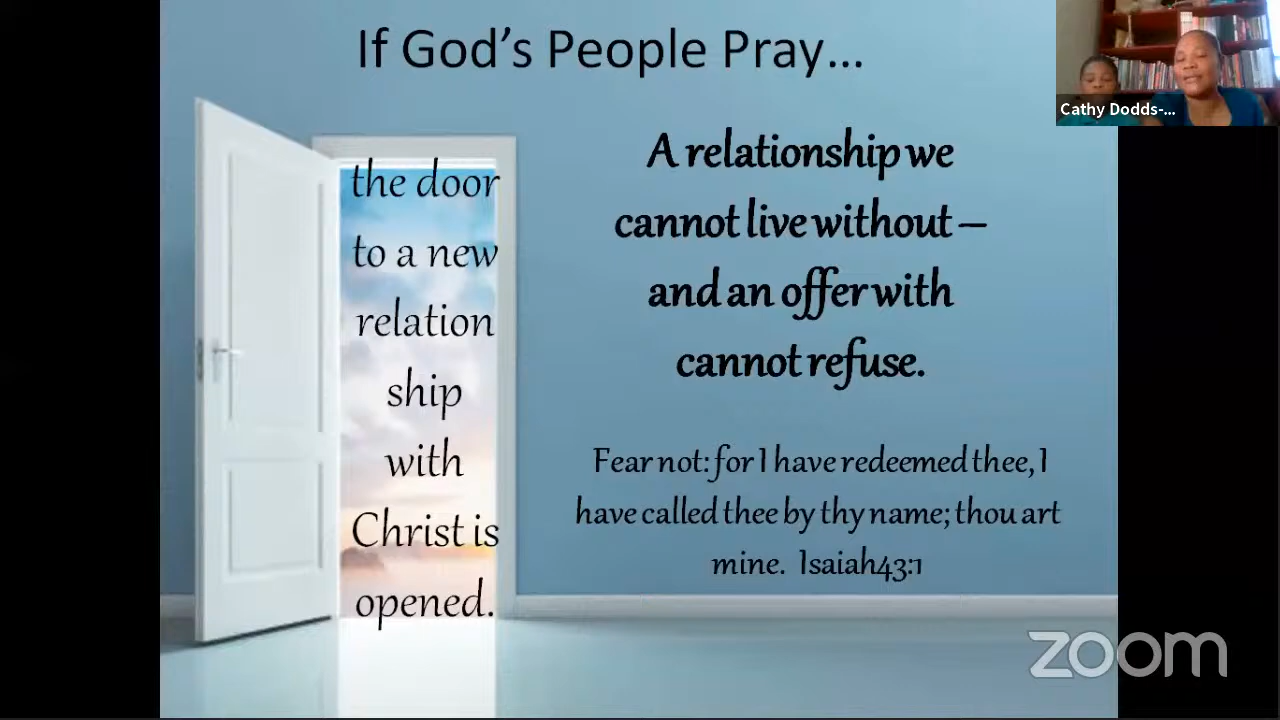 If God's People Pray...
Cathy Dodds-...
the door
to a new
relation
ship
with
Christ is
opened.
A relationship we
cannot live without –
and an offer with
cannot refuse.
Fear not: for I have redeemed thee, I
have called thee by thy name; thou art
mine. Isaiah43:1
zoom